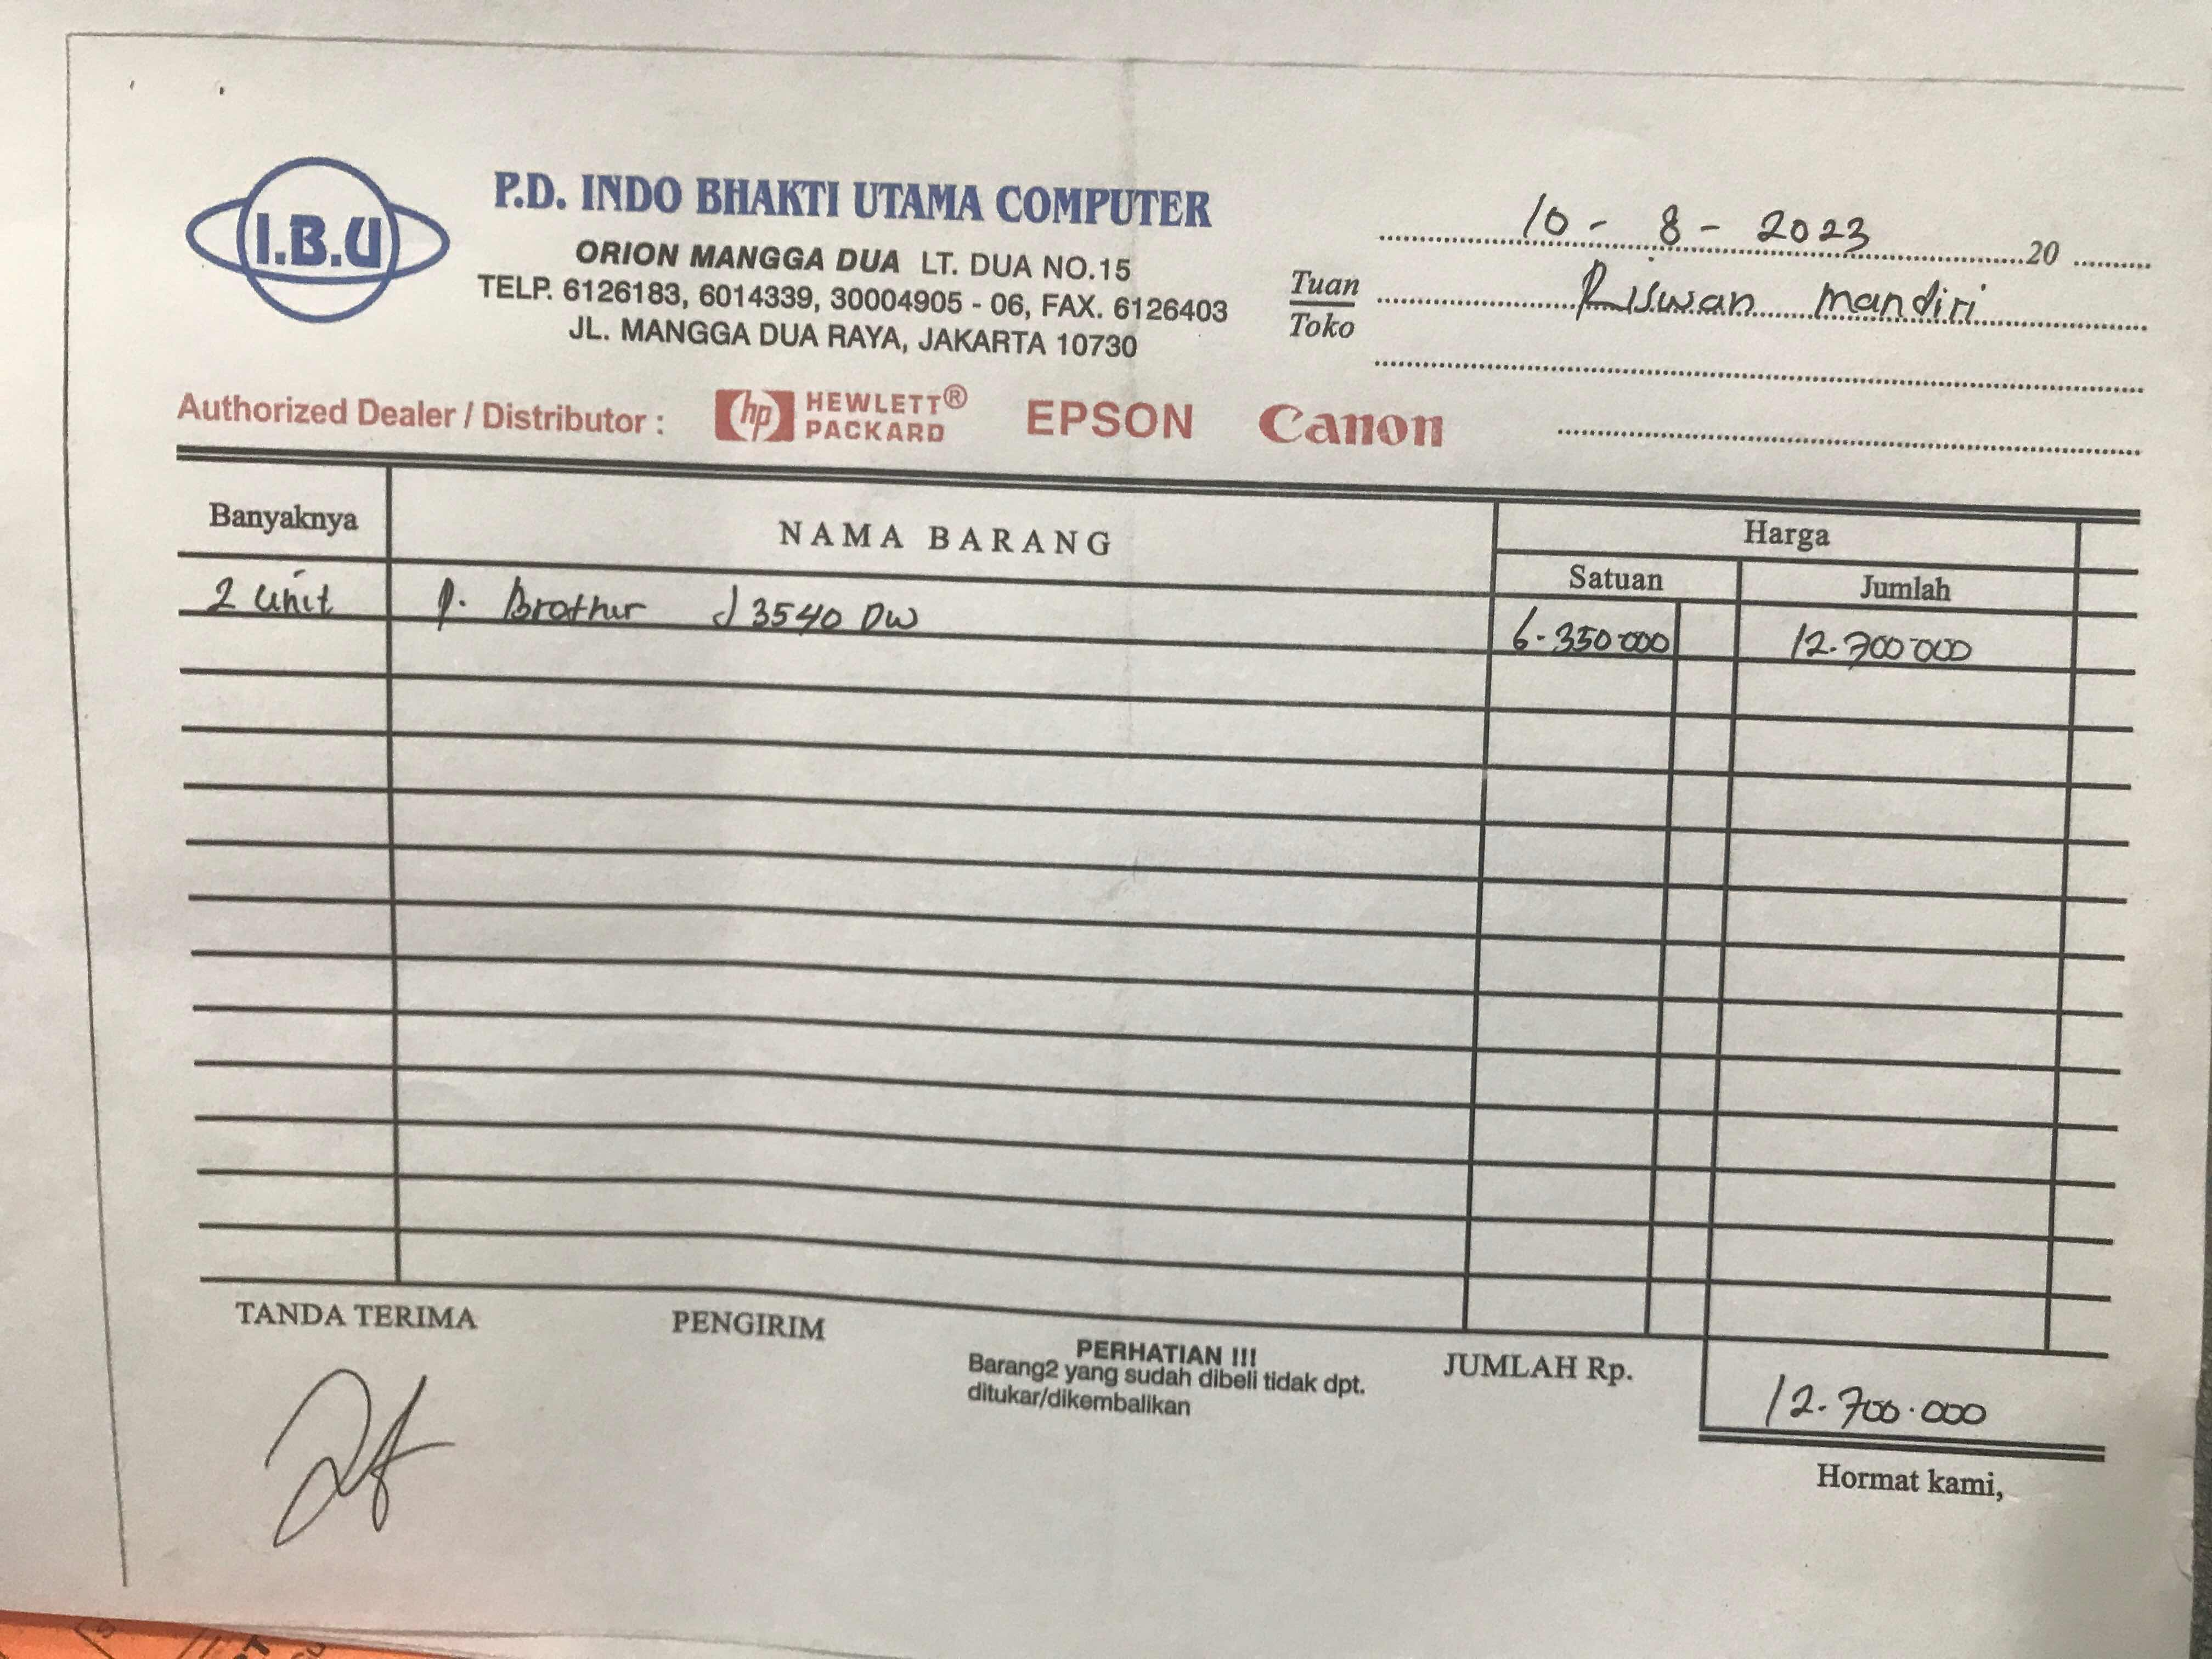 I.B.U
P.D. INDO BHAKTI UTAMA COMPUTER
ORION MANGGA DUA LT. DUA NO.15
TELP. 6126183, 6014339, 30004905 - 06, FAX. 6126403
JL. MANGGA DUA RAYA, JAKARTA 10730
10 - 8 - 2023 20
Tuan
Toko
Riswan mandiri
Authorized Dealer / Distributor : hp HEWLETT® PACKARD EPSON Canon
Banyaknya NAMA BARANG Harga
Satuan Jumlah
2 unit p. Brother J 3540 DW 6.350.000 12.700.000
TANDA TERIMA PENGIRIM
PERHATIAN !!!
Barang2 yang sudah dibeli tidak dpt.
ditukar/dikembalikan
JUMLAH Rp. 12.700.000
Hormat kami,